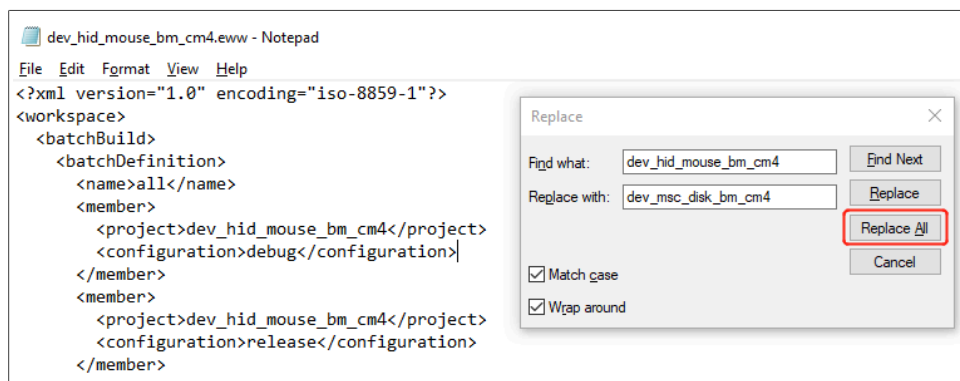 dev_hid_mouse_bm_cm4.eww - Notepad
File Edit Format View Help
<?xml version="1.0" encoding="iso-8859-1"?>
<workspace>
  <batchBuild>
    <batchDefinition>
      <name>all</name>
      <member>
        <project>dev_hid_mouse_bm_cm4</project>
        <configuration>debug</configuration>
      </member>
      <member>
        <project>dev_hid_mouse_bm_cm4</project>
        <configuration>release</configuration>
      </member>
Replace
Find what: dev_hid_mouse_bm_cm4 Find Next
Replace with: dev_msc_disk_bm_cm4 Replace
Replace All
Cancel
Match case
Wrap around